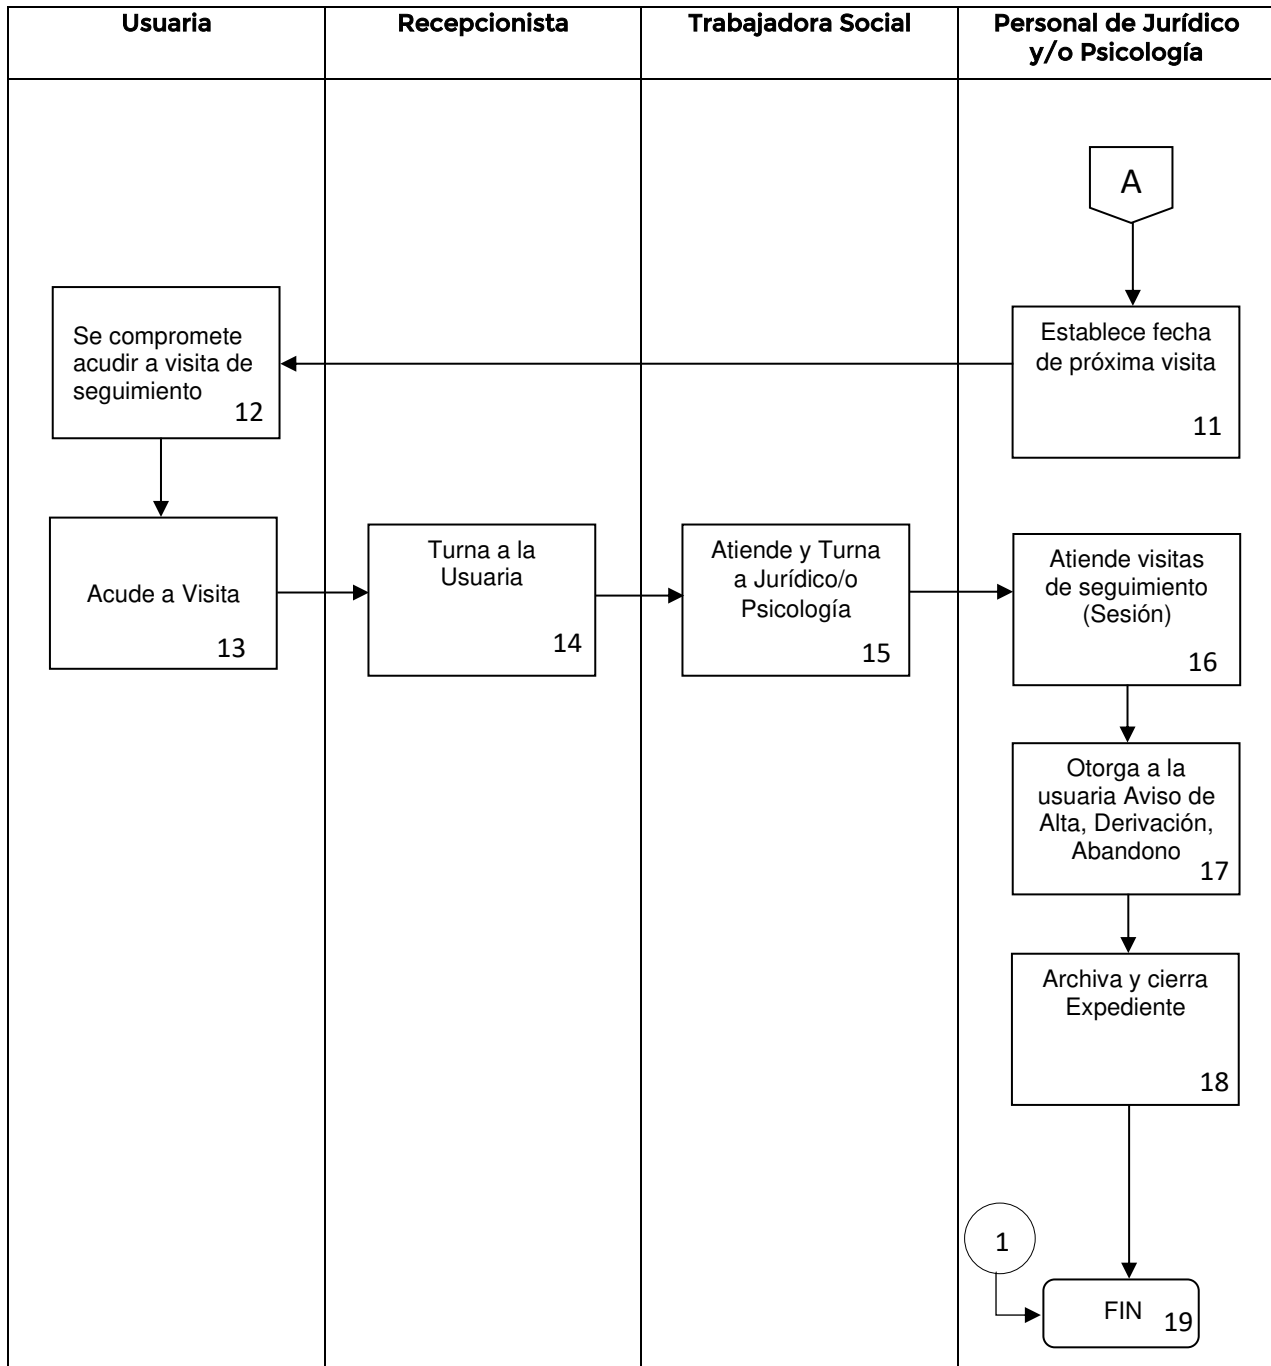 Usuaria
Recepcionista
Trabajadora Social
Personal de Jurídico
y/o Psicología
A
Establece fecha
de próxima visita
11
Se compromete
acudir a visita de
seguimiento
12
Acude a Visita
13
Turna a la
Usuaria
14
Atiende y Turna
a Jurídico/o
Psicología
15
Atiende visitas
de seguimiento
(Sesión)
16
Otorga a la
usuaria Aviso de
Alta, Derivación,
Abandono
17
Archiva y cierra
Expediente
18
1
FIN
19